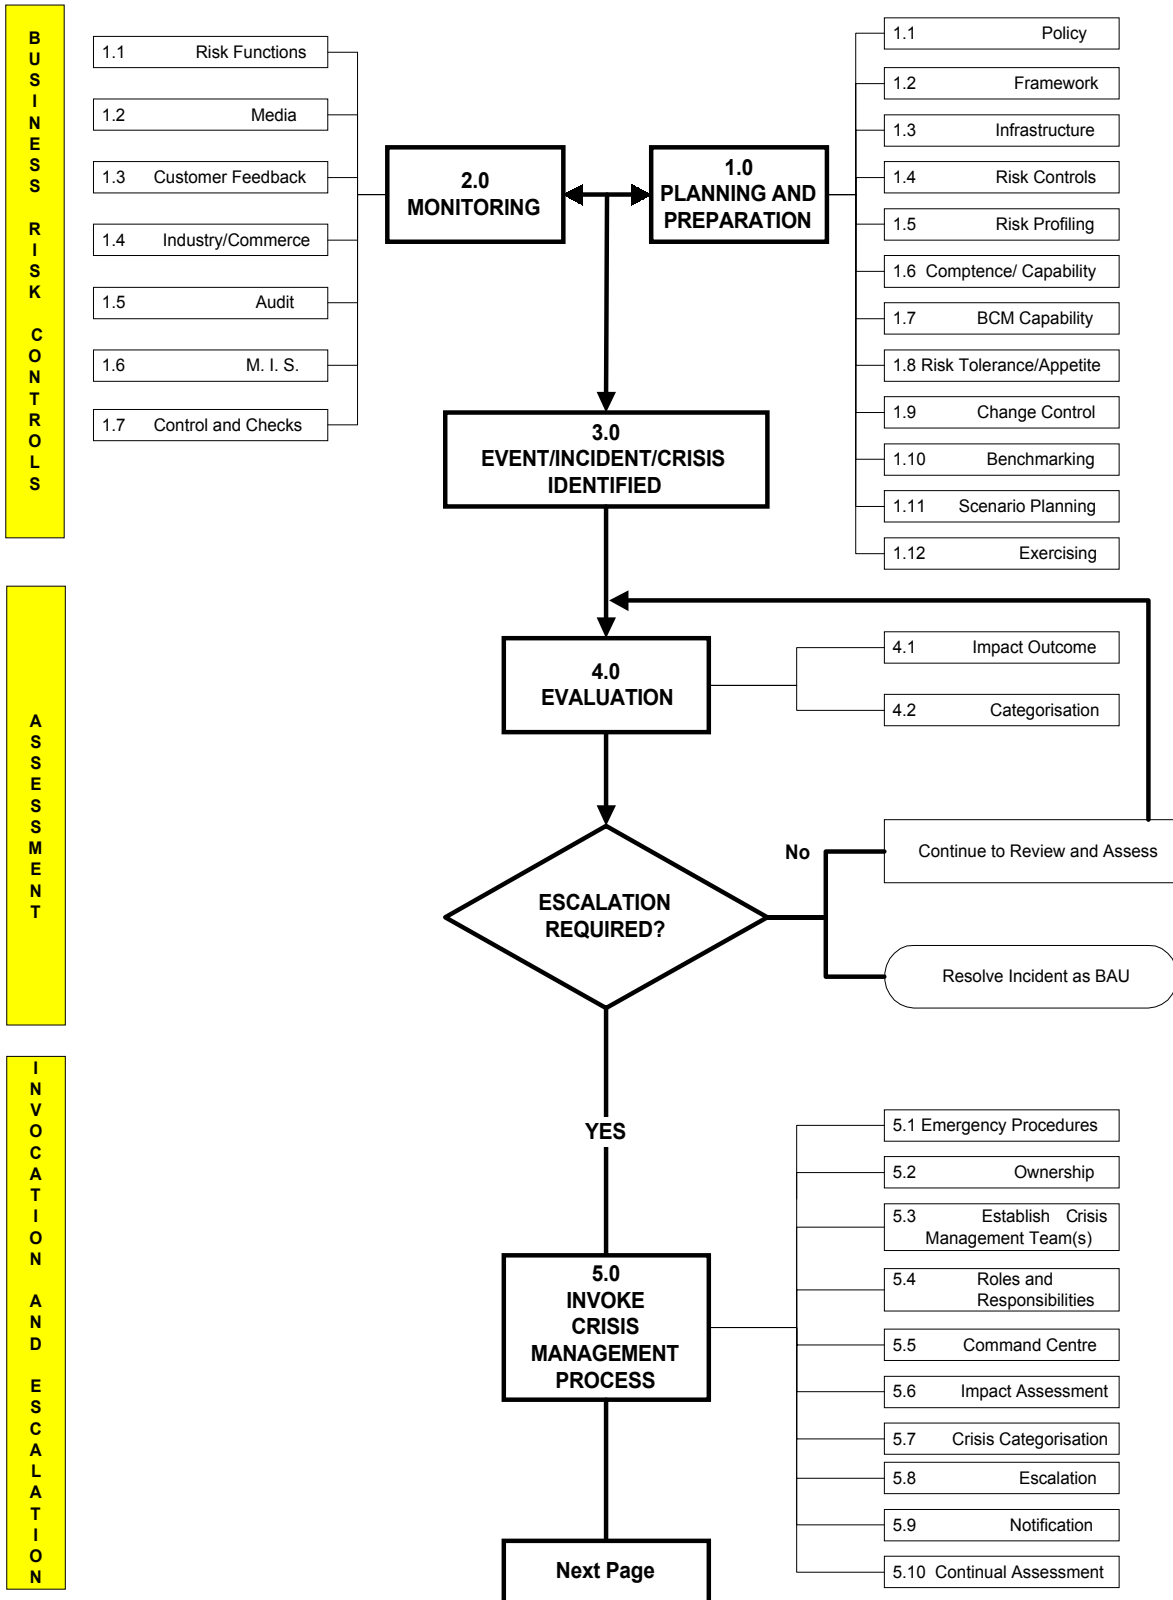 BUSINESS RISK CONTROLS
1.1 Risk Functions
1.2 Media
1.3 Customer Feedback
1.4 Industry/Commerce
1.5 Audit
1.6 M. I. S.
1.7 Control and Checks
2.0
MONITORING
1.0
PLANNING AND
PREPARATION
1.1 Policy
1.2 Framework
1.3 Infrastructure
1.4 Risk Controls
1.5 Risk Profiling
1.6 Comptence/ Capability
1.7 BCM Capability
1.8 Risk Tolerance/Appetite
1.9 Change Control
1.10 Benchmarking
1.11 Scenario Planning
1.12 Exercising
3.0
EVENT/INCIDENT/CRISIS
IDENTIFIED
ASSESSMENT
4.0
EVALUATION
4.1 Impact Outcome
4.2 Categorisation
ESCALATION
REQUIRED?
No
Continue to Review and Assess
Resolve Incident as BAU
YES
INVOCATION AND ESCALATION
5.0
INVOKE
CRISIS
MANAGEMENT
PROCESS
5.1 Emergency Procedures
5.2 Ownership
5.3 Establish Crisis
Management Team(s)
5.4 Roles and
Responsibilities
5.5 Command Centre
5.6 Impact Assessment
5.7 Crisis Categorisation
5.8 Escalation
5.9 Notification
5.10 Continual Assessment
Next Page